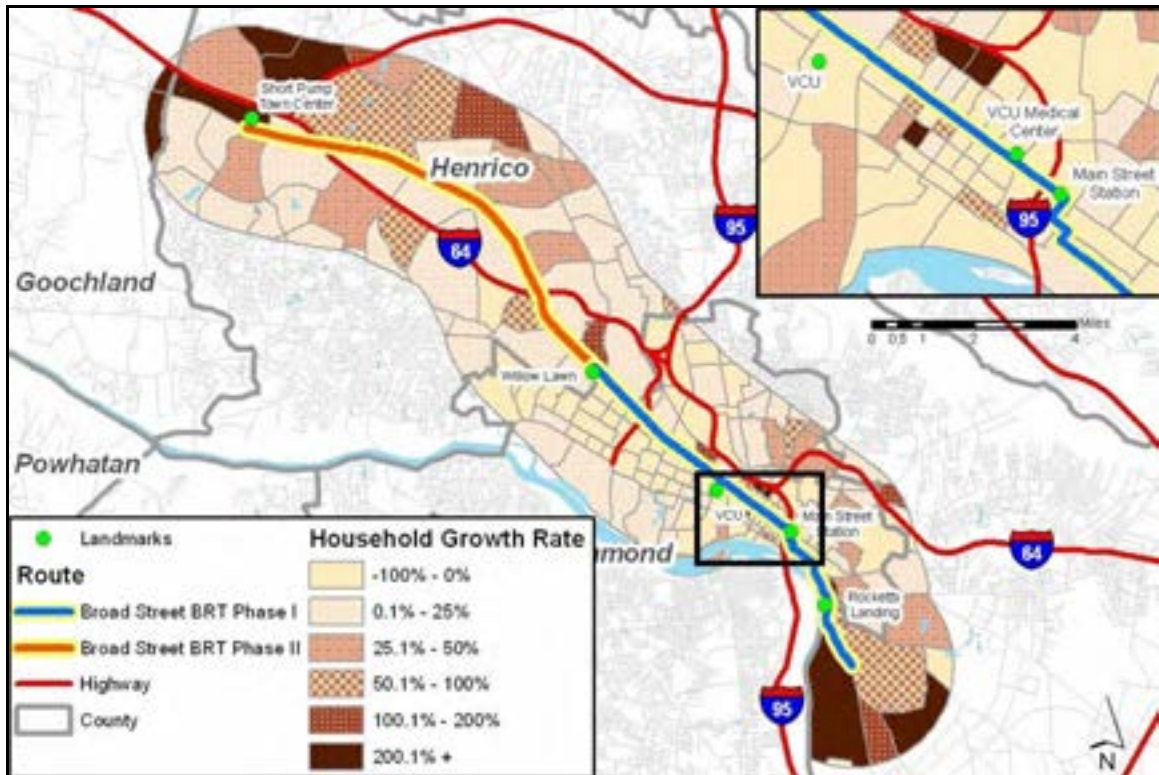 Short Pump
Town Center
Henrico
95
64
Goochland
Willow Lawn
Powhatan
VCU
Main Street
Station
mond
64
Rocketts
Landing
95
N
VCU
VCU Medical
Center
Main Street
Station
95
Miles
0 0.5 1 2 4
Landmarks
Route
Broad Street BRT Phase I
Broad Street BRT Phase II
Highway
County
Household Growth Rate
-100% - 0%
0.1% - 25%
25.1% - 50%
50.1% - 100%
100.1% - 200%
200.1% +